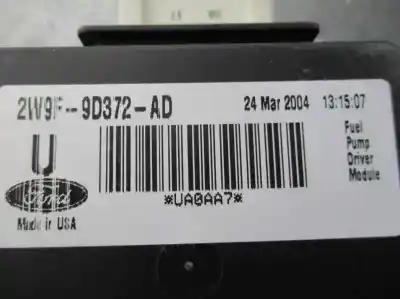 2W9F-9D372-AD 24 Mar 2004 13:15:07
U
Ford
Made in USA
*UA0AA7*
Fuel
Pump
Driver
Module